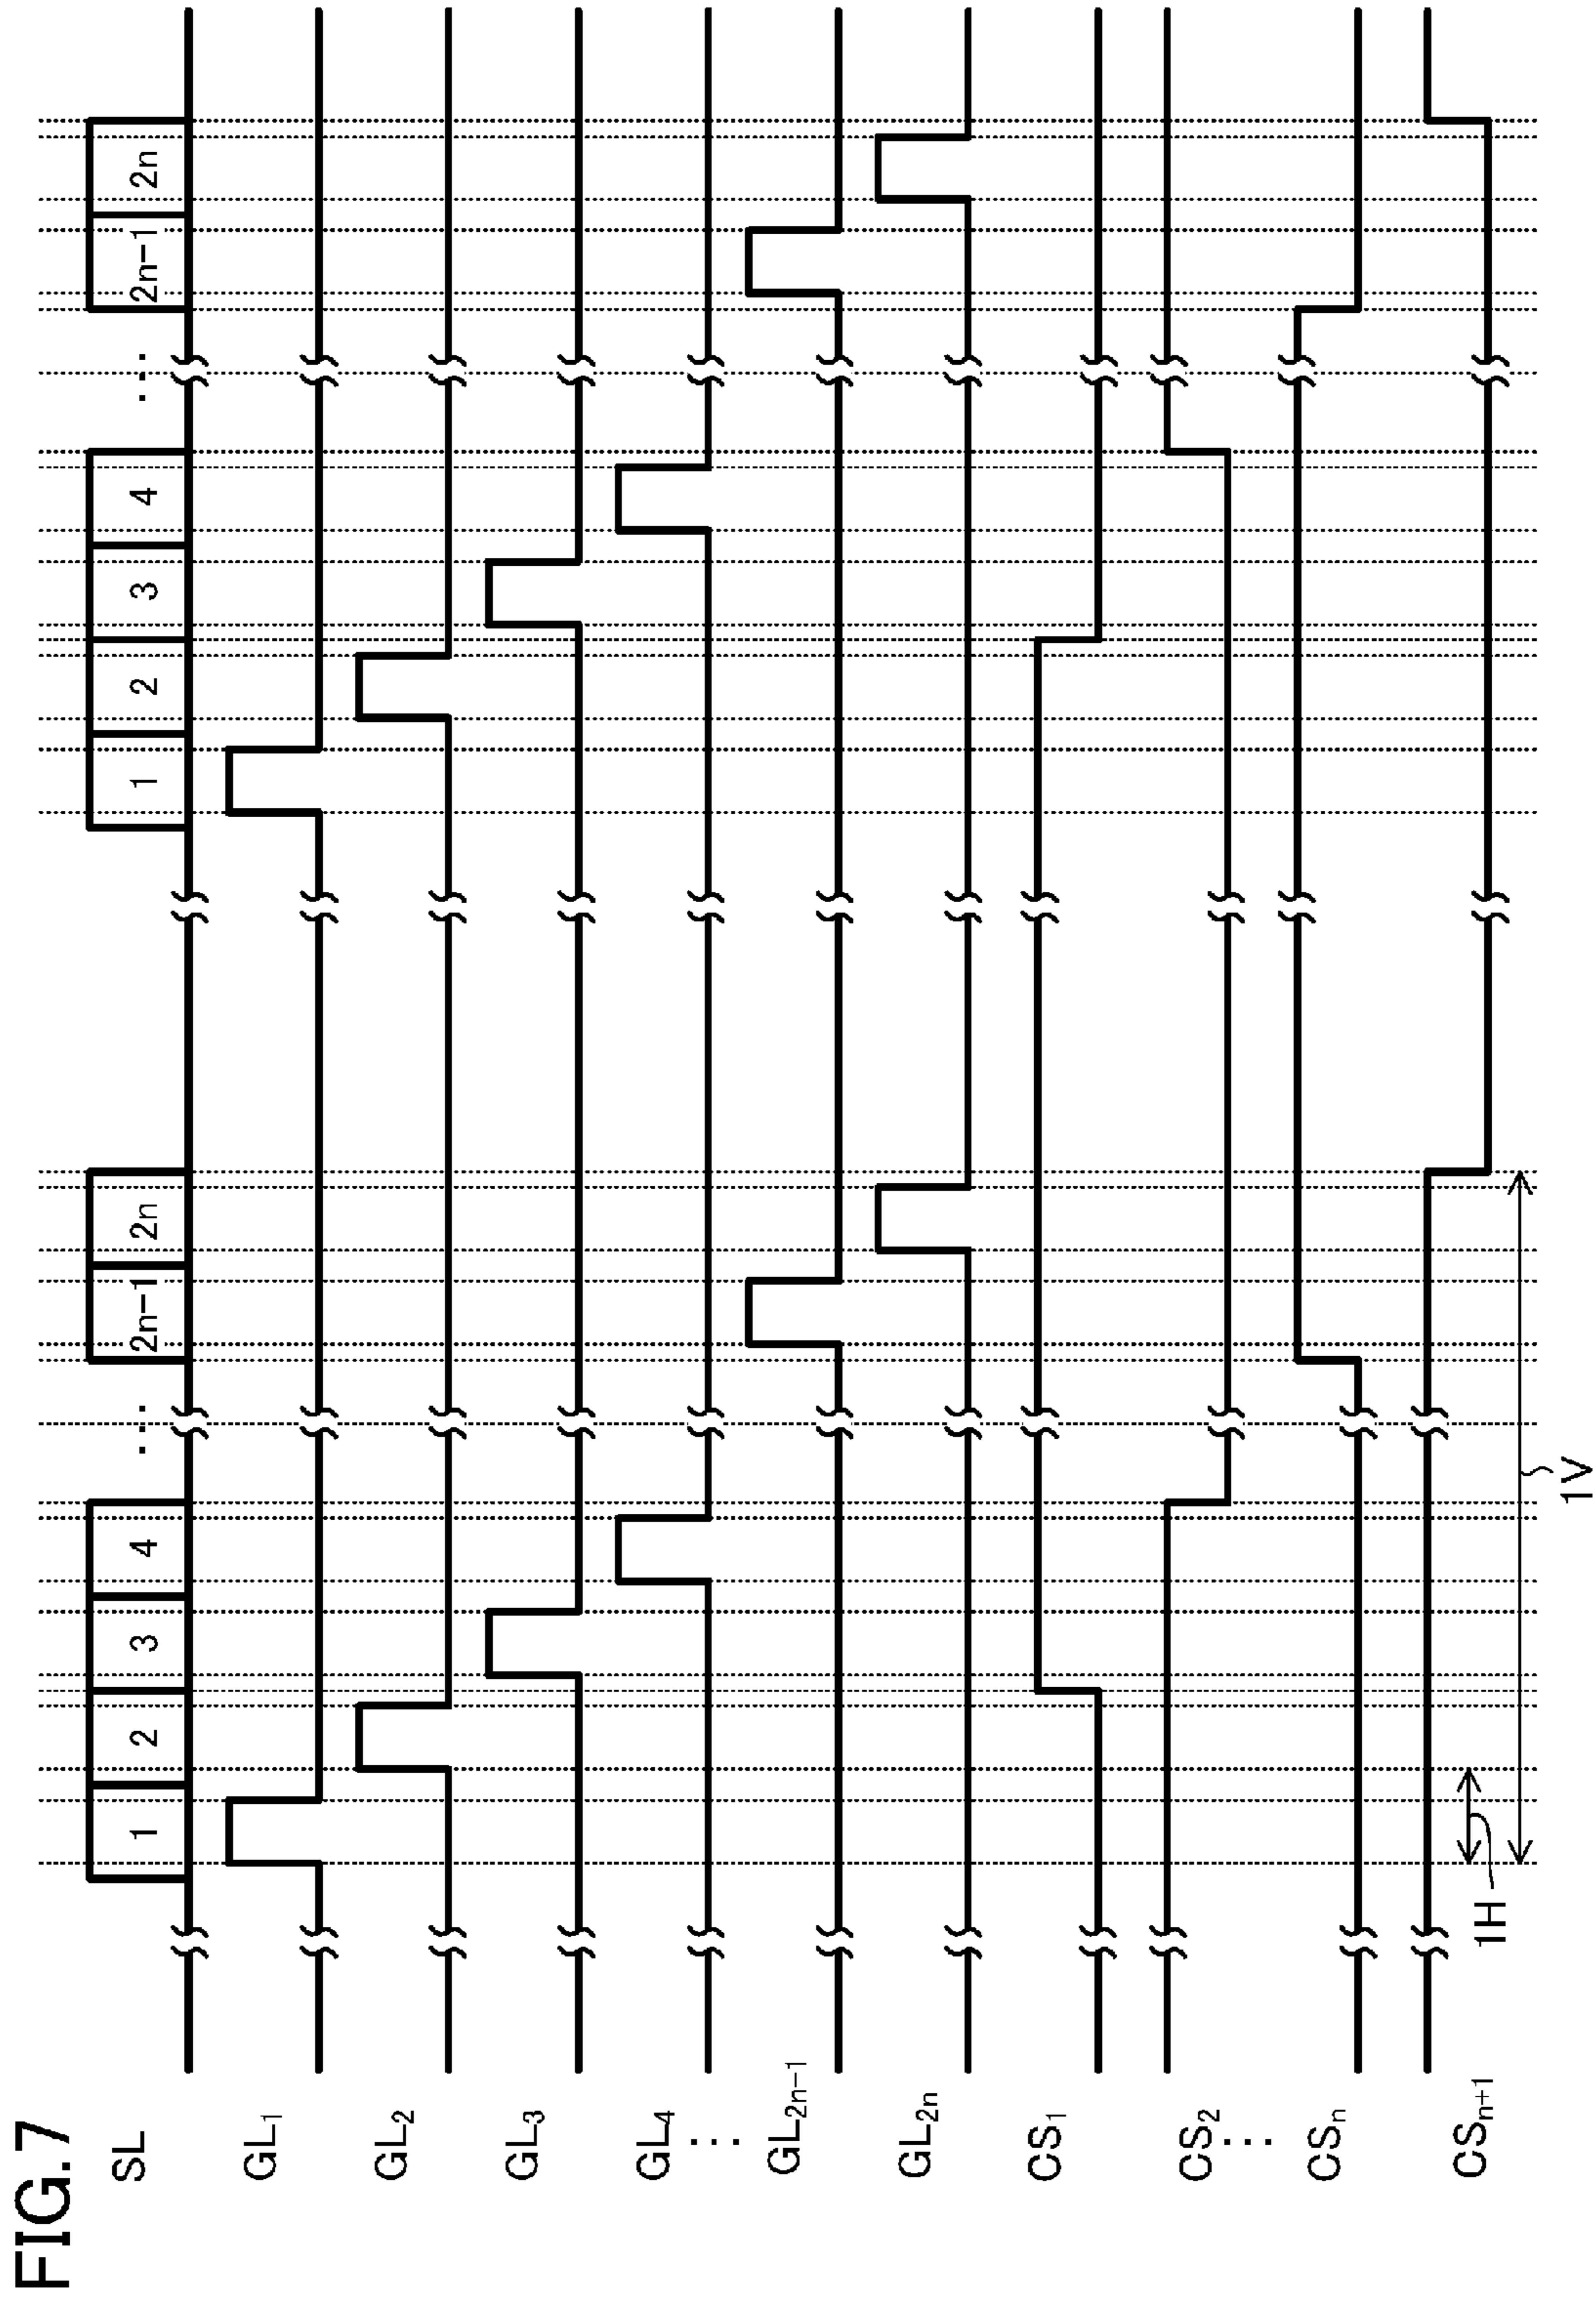 FIG.7
SL 1 2 3 4 ... 2n-1 2n 1 2 3 4 ... 2n-1 2n
GL₁
GL₂
GL₃
GL₄
⋮
GL₂ₙ₋₁
GL₂ₙ
CS₁
CS₂
⋮
CSₙ
CSₙ₊₁
1H
1V